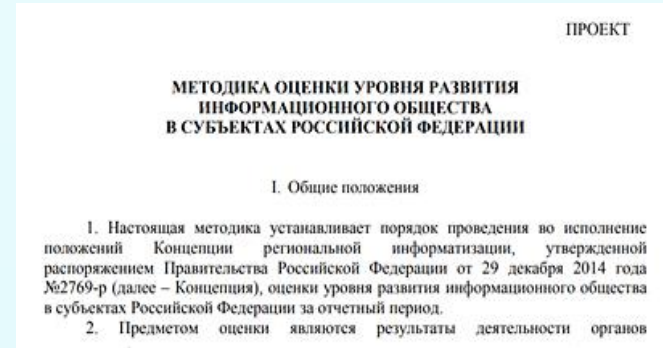 ПРОЕКТ
МЕТОДИКА ОЦЕНКИ УРОВНЯ РАЗВИТИЯ
ИНФОРМАЦИОННОГО ОБЩЕСТВА
В СУБЪЕКТАХ РОССИЙСКОЙ ФЕДЕРАЦИИ
I. Общие положения
1. Настоящая методика устанавливает порядок проведения во исполнение
положений Концепции региональной информатизации, утвержденной
распоряжением Правительства Российской Федерации от 29 декабря 2014 года
№2769-р (далее – Концепция), оценки уровня развития информационного общества
в субъектах Российской Федерации за отчетный период.
2. Предметом оценки являются результаты деятельности органов